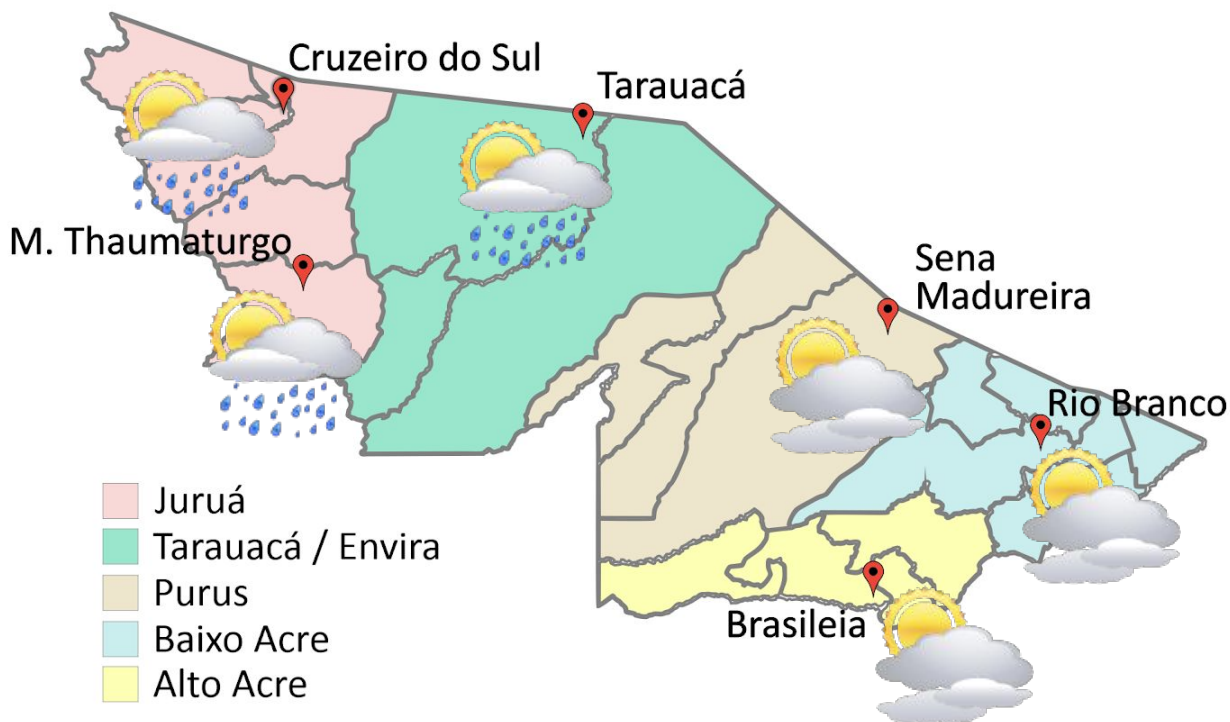 Cruzeiro do Sul
Tarauacá
M. Thaumaturgo
Sena
Madureira
Rio Branco
Brasileia
Juruá
Tarauacá / Envira
Purus
Baixo Acre
Alto Acre